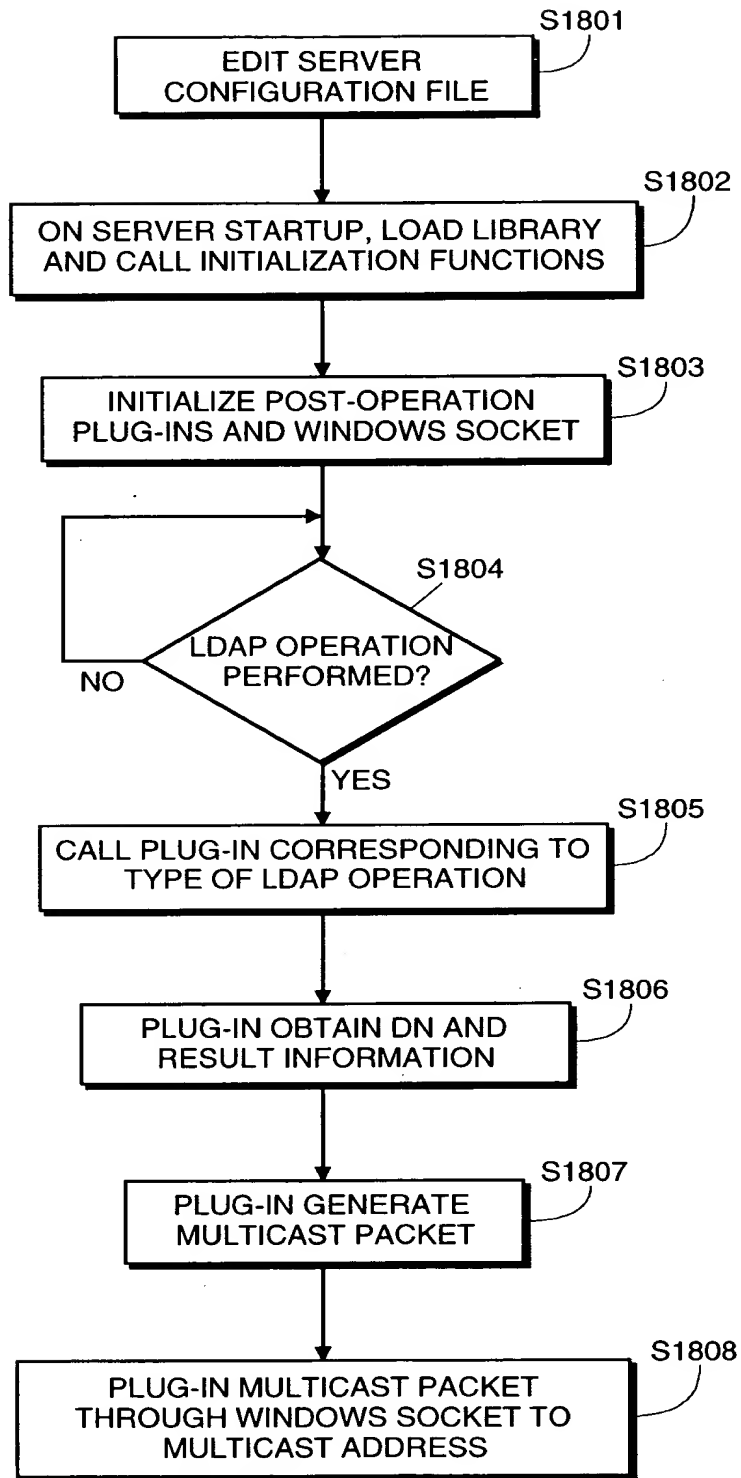 S1801
EDIT SERVER
CONFIGURATION FILE
S1802
ON SERVER STARTUP, LOAD LIBRARY
AND CALL INITIALIZATION FUNCTIONS
S1803
INITIALIZE POST-OPERATION
PLUG-INS AND WINDOWS SOCKET
S1804
LDAP OPERATION
PERFORMED?
NO
YES
S1805
CALL PLUG-IN CORRESPONDING TO
TYPE OF LDAP OPERATION
S1806
PLUG-IN OBTAIN DN AND
RESULT INFORMATION
S1807
PLUG-IN GENERATE
MULTICAST PACKET
S1808
PLUG-IN MULTICAST PACKET
THROUGH WINDOWS SOCKET TO
MULTICAST ADDRESS